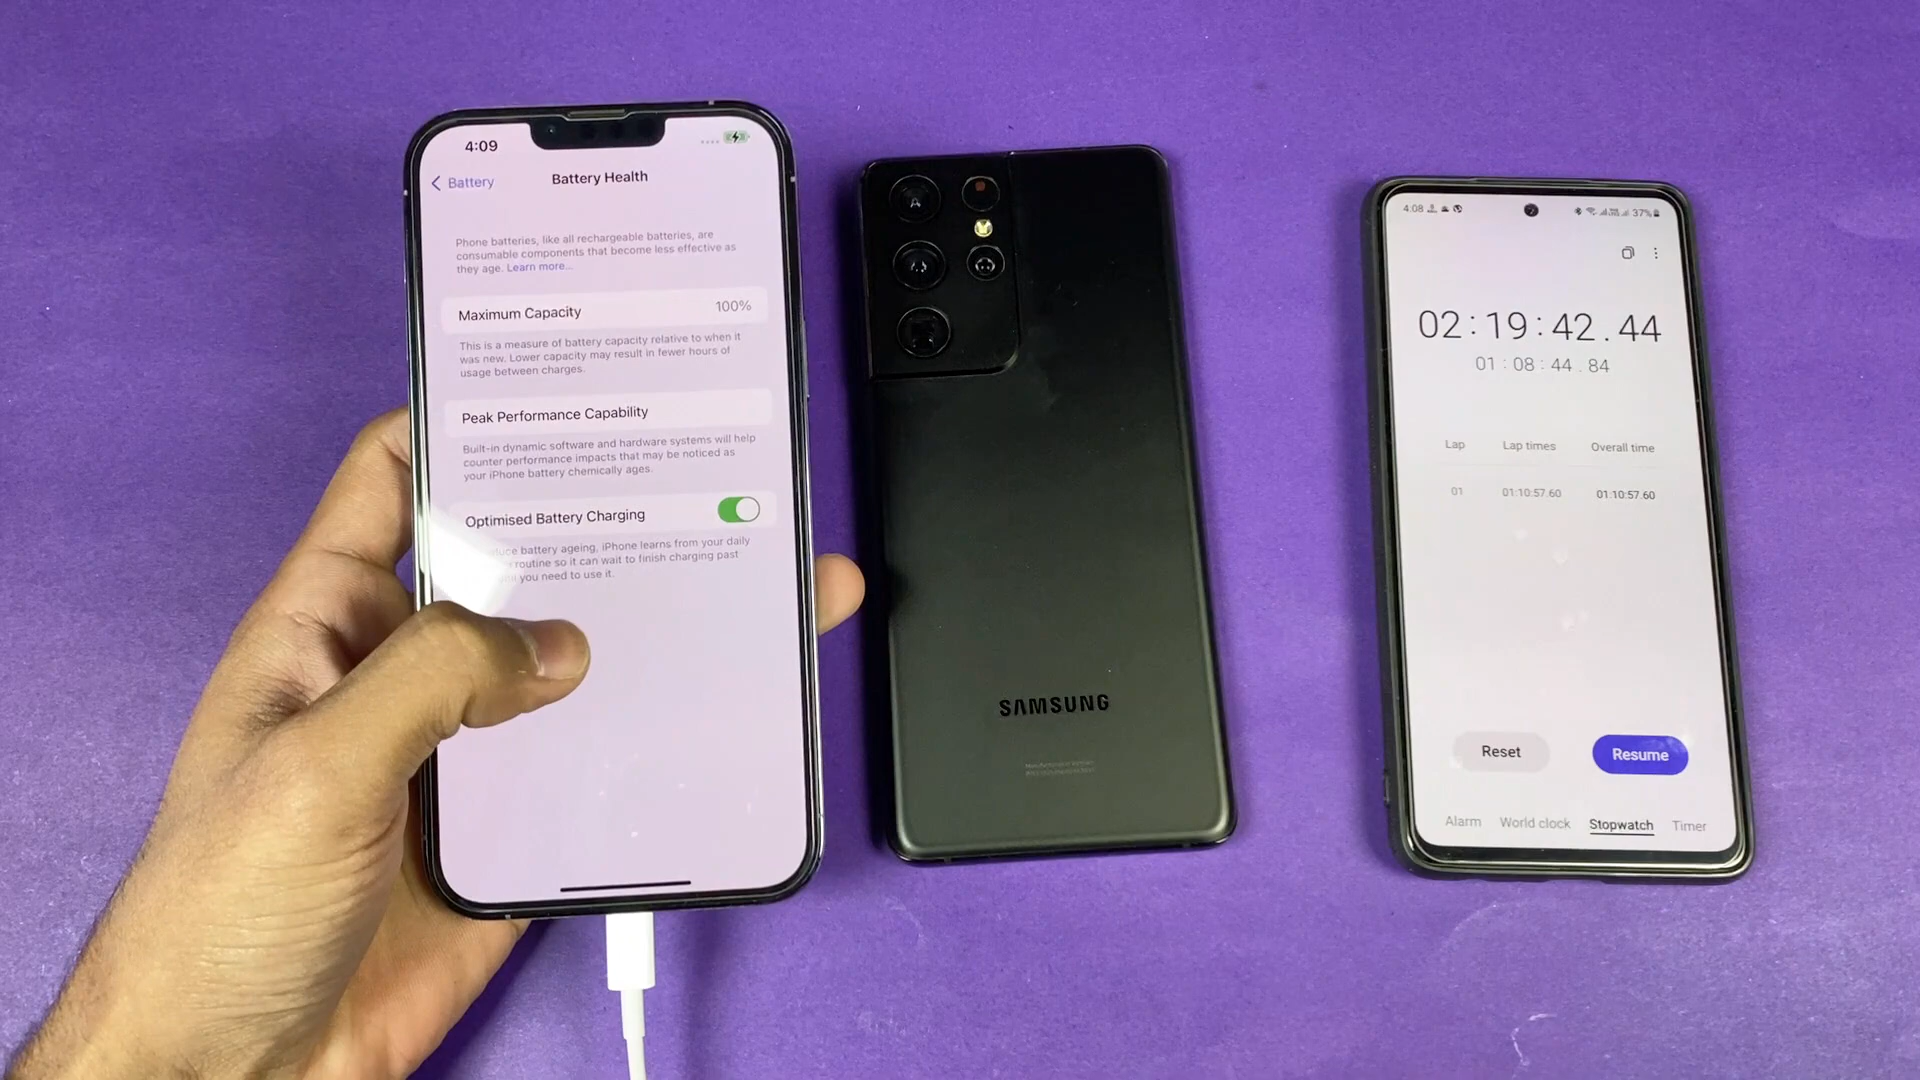 4:09
Battery
Battery Health
Phone batteries, like all rechargeable batteries, are
consumable components that become less effective as
they age. Learn more...
Maximum Capacity 100%
This is a measure of battery capacity relative to when it
was new. Lower capacity may result in fewer hours of
usage between charges.
Peak Performance Capability
Built-in dynamic software and hardware systems will help
counter performance impacts that may be noticed as
your iPhone battery chemically ages.
Optimised Battery Charging
battery ageing, iPhone learns from your daily
routine so it can wait to finish charging past
you need to use it.
SAMSUNG
4:08 37%
02:19:42.44
01:08:44.84
Lap Lap times Overall time
01 01:10:57.60 01:10:57.60
Reset Resume
Alarm World clock Stopwatch Timer